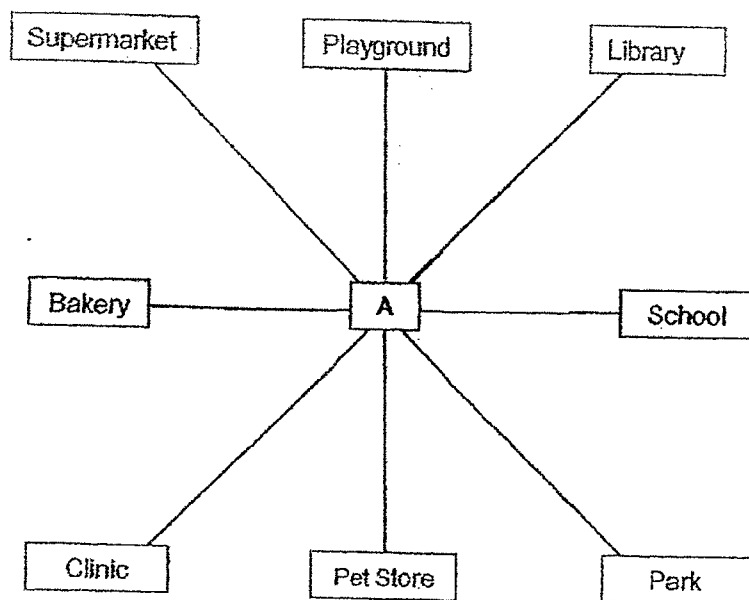 Supermarket
Playground
Library
Bakery
A
School
Clinic
Pet Store
Park